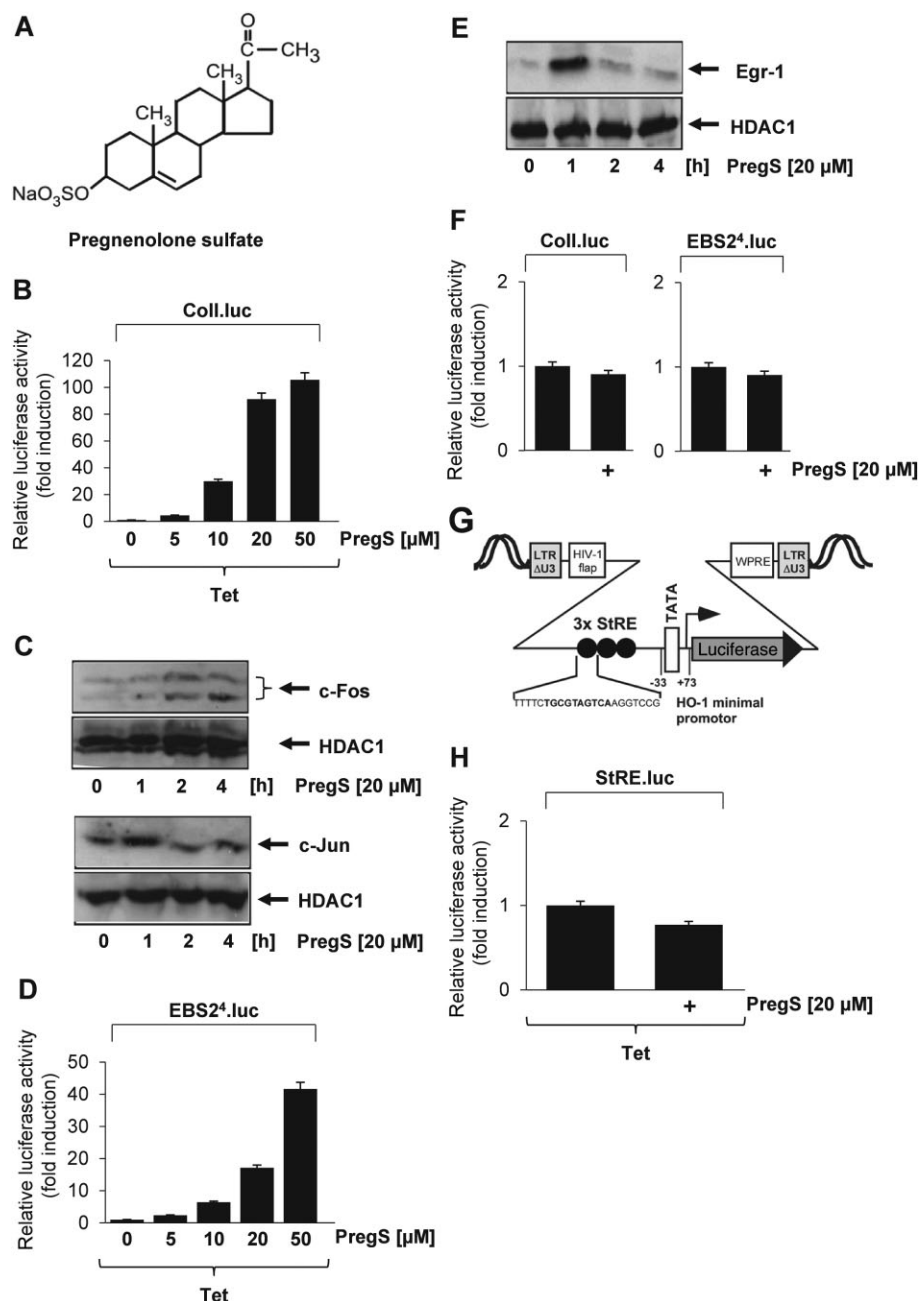 A
O
C
CH₃
CH₃
CH₃
NaO₃SO
Pregnenolone sulfate
B
Coll.luc
Relative luciferase activity
(fold induction)
120
100
80
60
40
20
0
0 5 10 20 50 PregS [µM]
Tet
C
c-Fos
HDAC1
0 1 2 4 [h] PregS [20 µM]
c-Jun
HDAC1
0 1 2 4 [h] PregS [20 µM]
D
EBS2⁴.luc
Relative luciferase activity
(fold induction)
50
40
30
20
10
0
0 5 10 20 50 PregS [µM]
Tet
E
Egr-1
HDAC1
0 1 2 4 [h] PregS [20 µM]
F
Coll.luc
EBS2⁴.luc
Relative luciferase activity
(fold induction)
2
1
0
2
1
0
+ + PregS [20 µM]
G
LTR
ΔU3
HIV-1
flap
WPRE
LTR
ΔU3
3x StRE
TATA
Luciferase
-33 +73
TTTTCTGCGTAGTCAAGGTCCG
HO-1 minimal
promotor
H
StRE.luc
Relative luciferase activity
(fold induction)
2
1
0
+ PregS [20 µM]
Tet